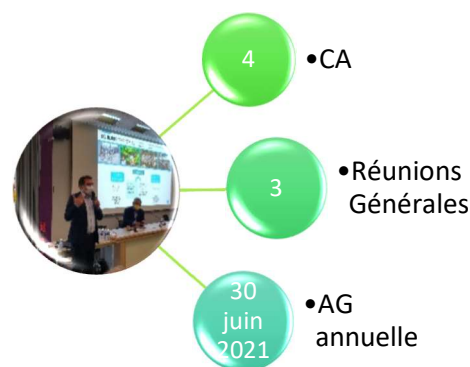 4
•CA
3
•Réunions
Générales
30
juin
2021
•AG
annuelle